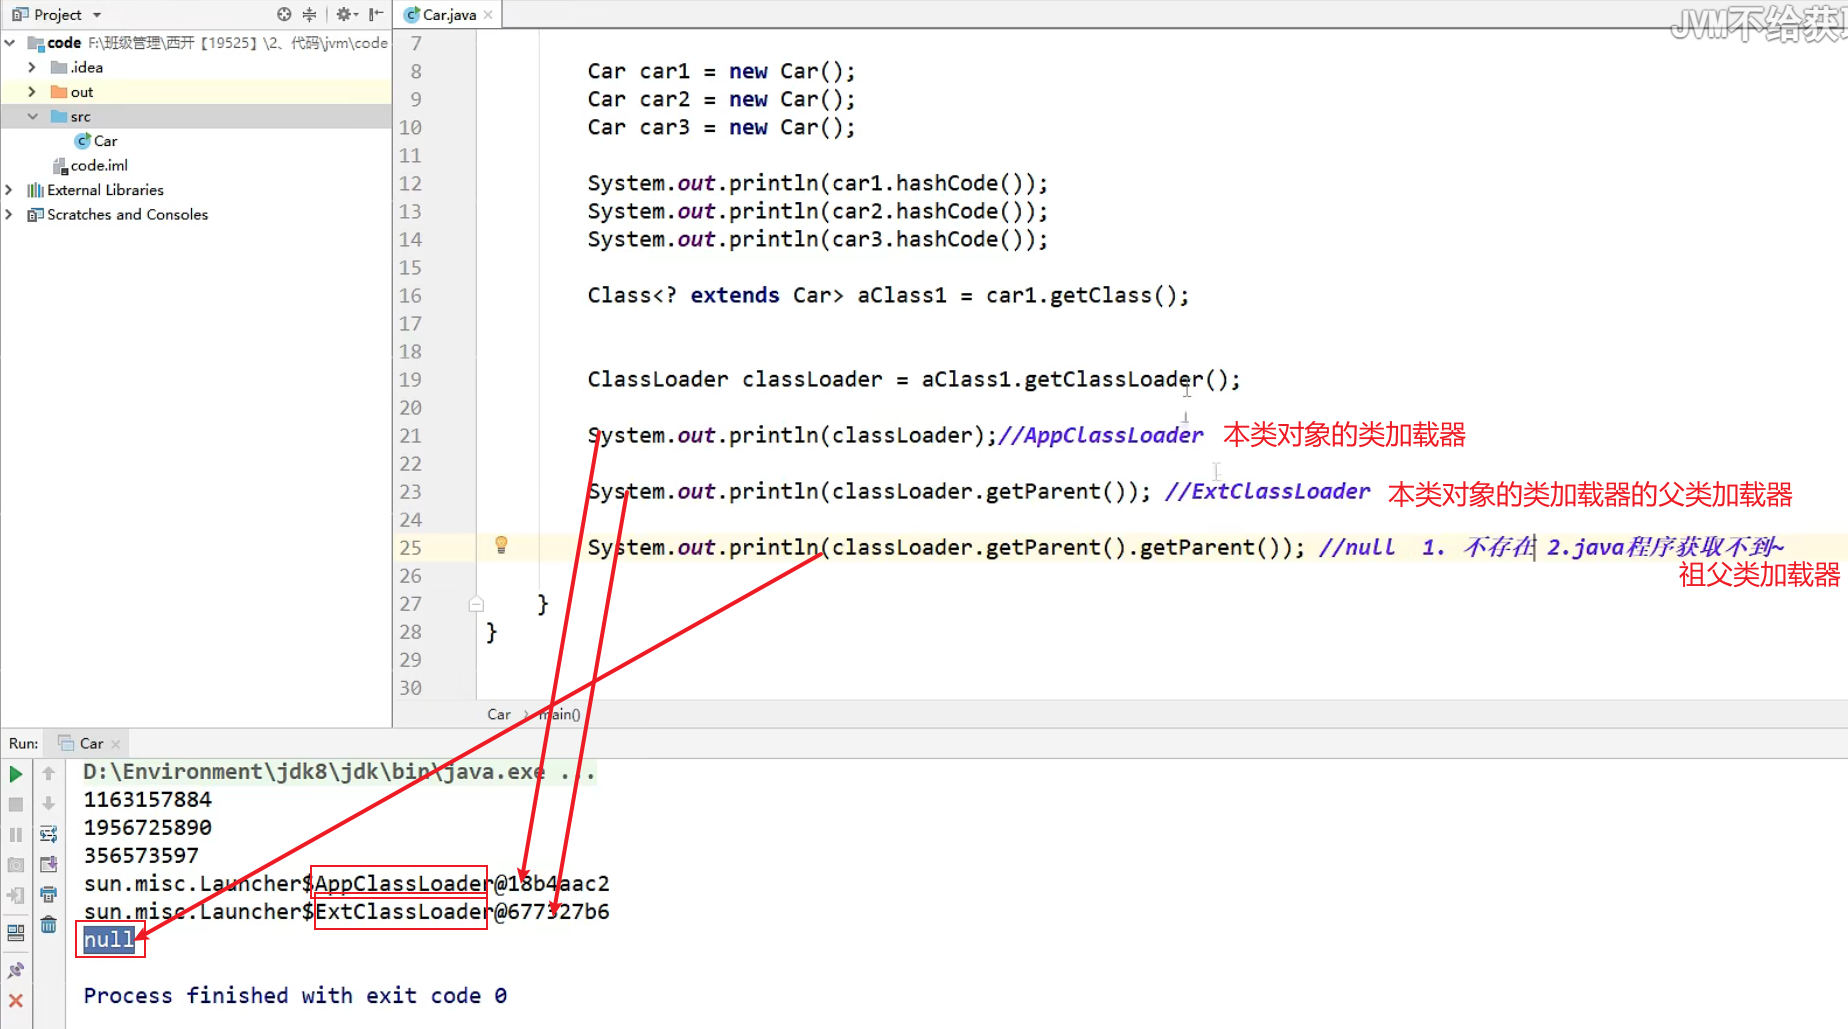 Project
Car.java
JVM不给获
code F:\班级管理\西开【19525】\2、代码\jvm\code
.idea
out
src
Car
code.iml
External Libraries
Scratches and Consoles
7
8 Car car1 = new Car();
9 Car car2 = new Car();
10 Car car3 = new Car();
11
12 System.out.println(car1.hashCode());
13 System.out.println(car2.hashCode());
14 System.out.println(car3.hashCode());
15
16 Class<? extends Car> aClass1 = car1.getClass();
17
18
19 ClassLoader classLoader = aClass1.getClassLoader();
20
21 System.out.println(classLoader);//AppClassLoader 本类对象的类加载器
22
23 System.out.println(classLoader.getParent()); //ExtClassLoader 本类对象的类加载器的父类加载器
24
25 System.out.println(classLoader.getParent().getParent()); //null 1. 不存在 2.java程序获取不到~
祖父类加载器
26
27 }
28 }
29
30
Car > main()
Run: Car
D:\Environment\jdk8\jdk\bin\java.exe ...
1163157884
1956725890
356573597
sun.misc.Launcher$AppClassLoader@18b4aac2
sun.misc.Launcher$ExtClassLoader@677327b6
null
Process finished with exit code 0